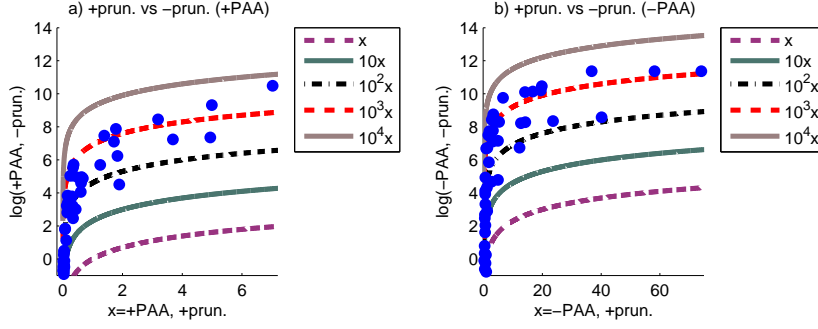 a) +prun. vs −prun. (+PAA)
log(+PAA, −prun.)
14
12
10
8
6
4
2
0
0 2 4 6
x=+PAA, +prun.
x
10x
10²x
10³x
10⁴x
b) +prun. vs −prun. (−PAA)
log(−PAA, −prun.)
14
12
10
8
6
4
2
0
0 20 40 60
x=−PAA, +prun.
x
10x
10²x
10³x
10⁴x